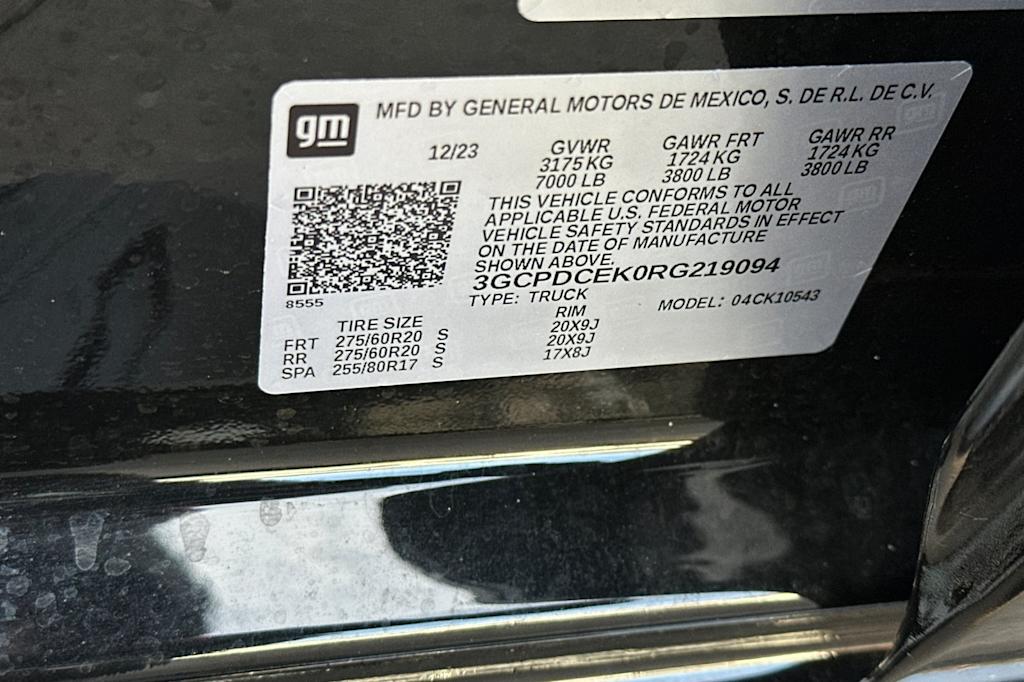 gm
MFD BY GENERAL MOTORS DE MEXICO, S. DE R.L. DE C.V.
12/23 GVWR GAWR FRT GAWR RR
3175 KG 1724 KG 1724 KG
7000 LB 3800 LB 3800 LB
THIS VEHICLE CONFORMS TO ALL
APPLICABLE U.S. FEDERAL MOTOR
VEHICLE SAFETY STANDARDS IN EFFECT
ON THE DATE OF MANUFACTURE
SHOWN ABOVE.
3GCPDCEK0RG219094
8555
TYPE: TRUCK MODEL: 04CK10543
TIRE SIZE RIM
FRT 275/60R20 S 20X9J
RR 275/60R20 S 20X9J
SPA 255/80R17 S 17X8J